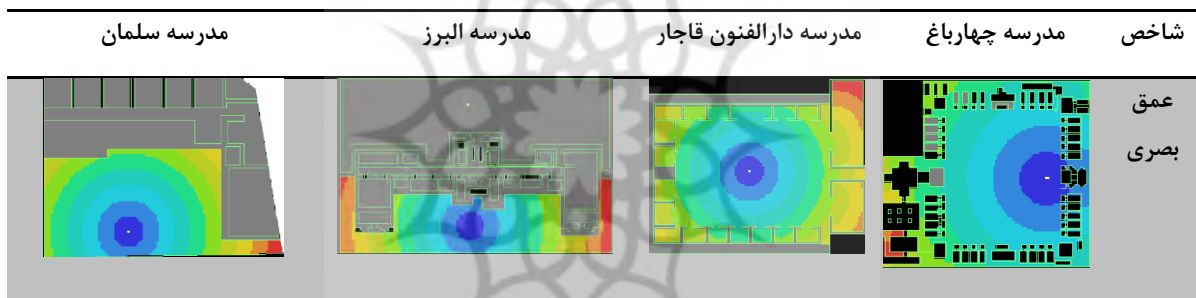 شاخص مدرسه چهارباغ مدرسه دارالفنون قاجار مدرسه البرز مدرسه سلمان
عمق
بصری